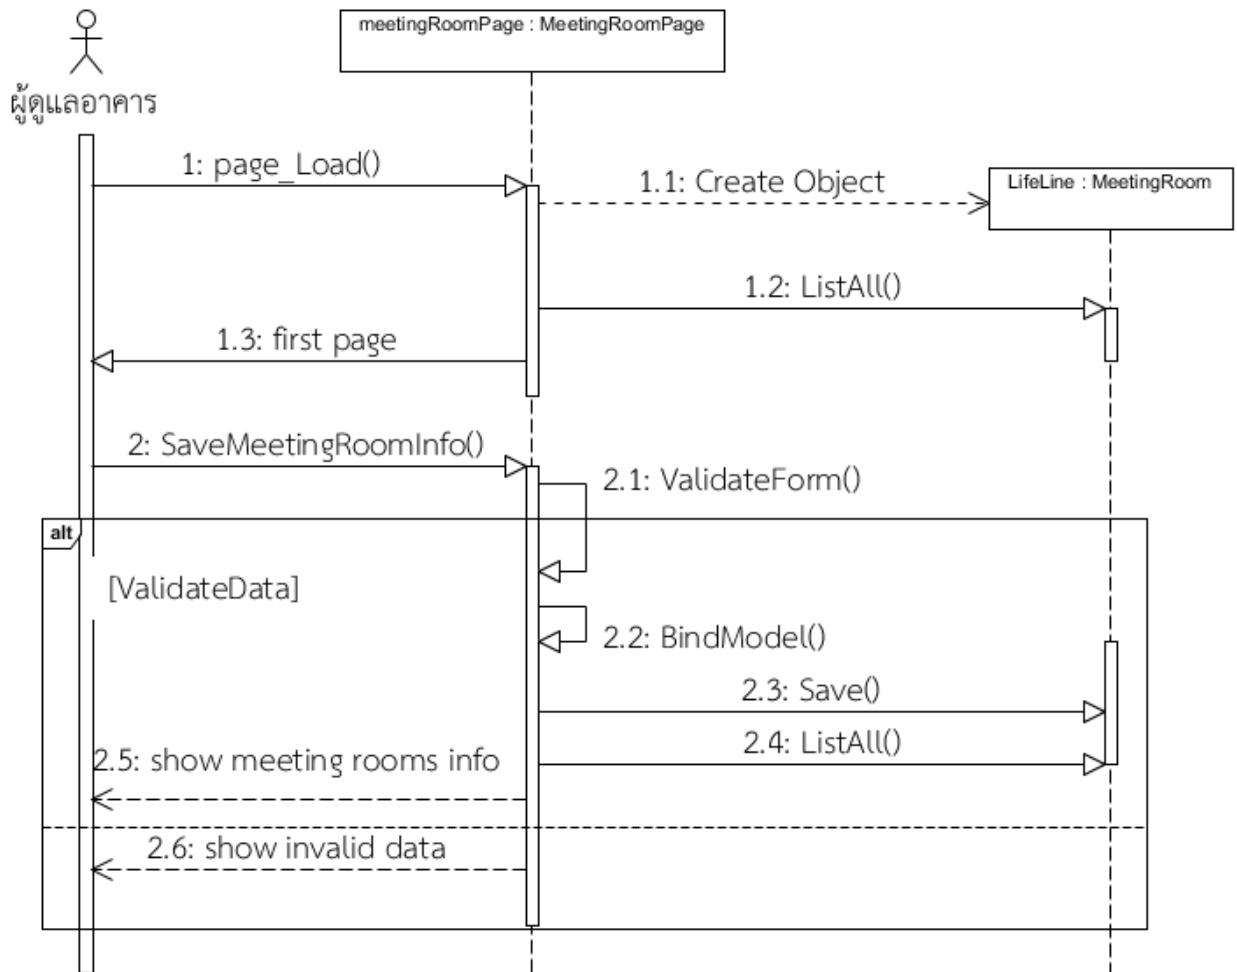 meetingRoomPage : MeetingRoomPage
ผู้ดูแลอาคาร
1: page_Load()
1.1: Create Object
LifeLine : MeetingRoom
1.2: ListAll()
1.3: first page
2: SaveMeetingRoomInfo()
2.1: ValidateForm()
alt
[ValidateData]
2.2: BindModel()
2.3: Save()
2.4: ListAll()
2.5: show meeting rooms info
2.6: show invalid data